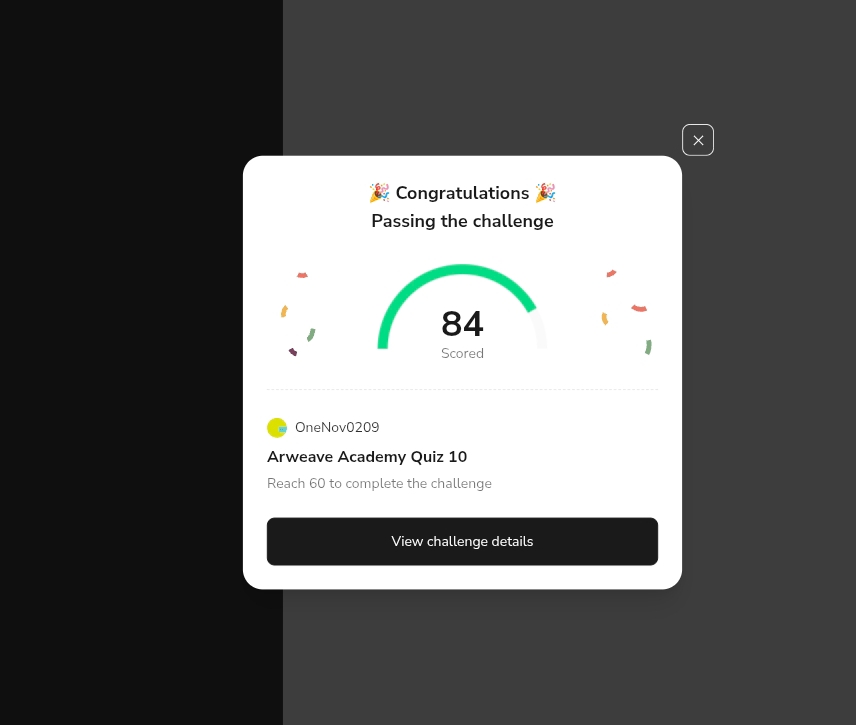 🎉 Congratulations 🎉
Passing the challenge
84
Scored
OneNov0209
Arweave Academy Quiz 10
Reach 60 to complete the challenge
View challenge details